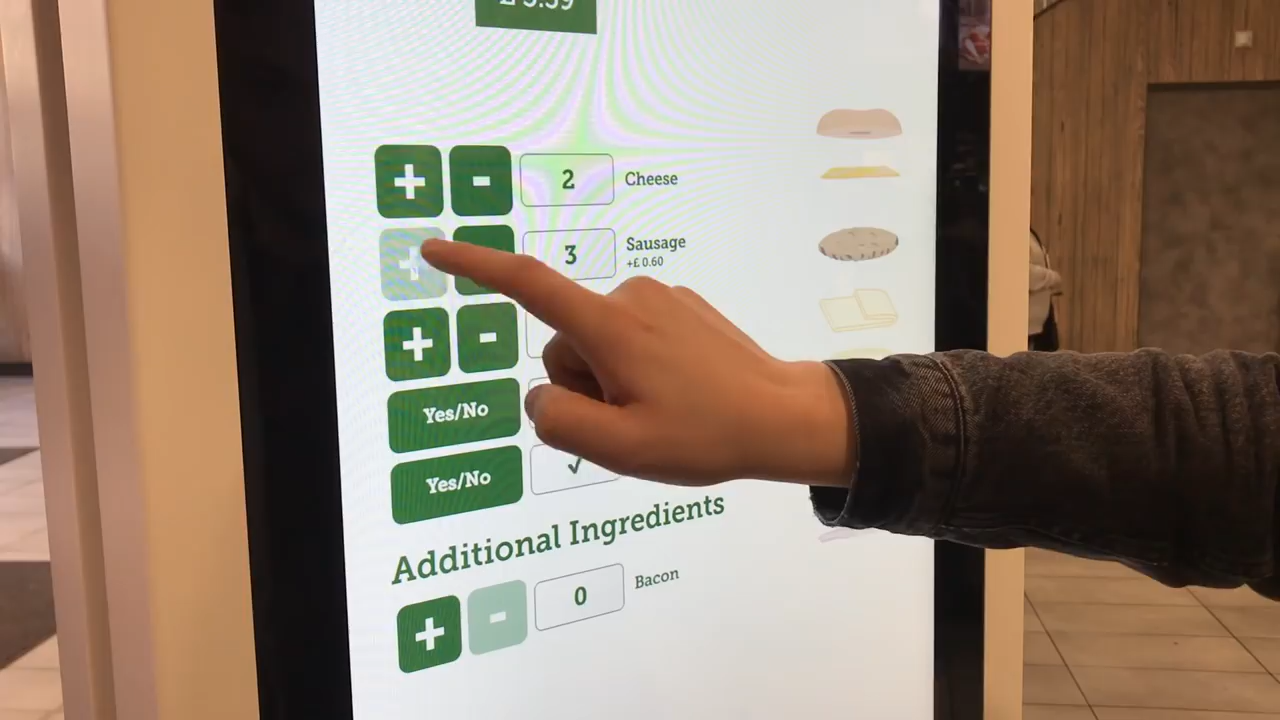 + - 2 Cheese
+ 3 Sausage
+£ 0.60
+ -
Yes/No
Yes/No ✓
Additional Ingredients
+ - 0 Bacon